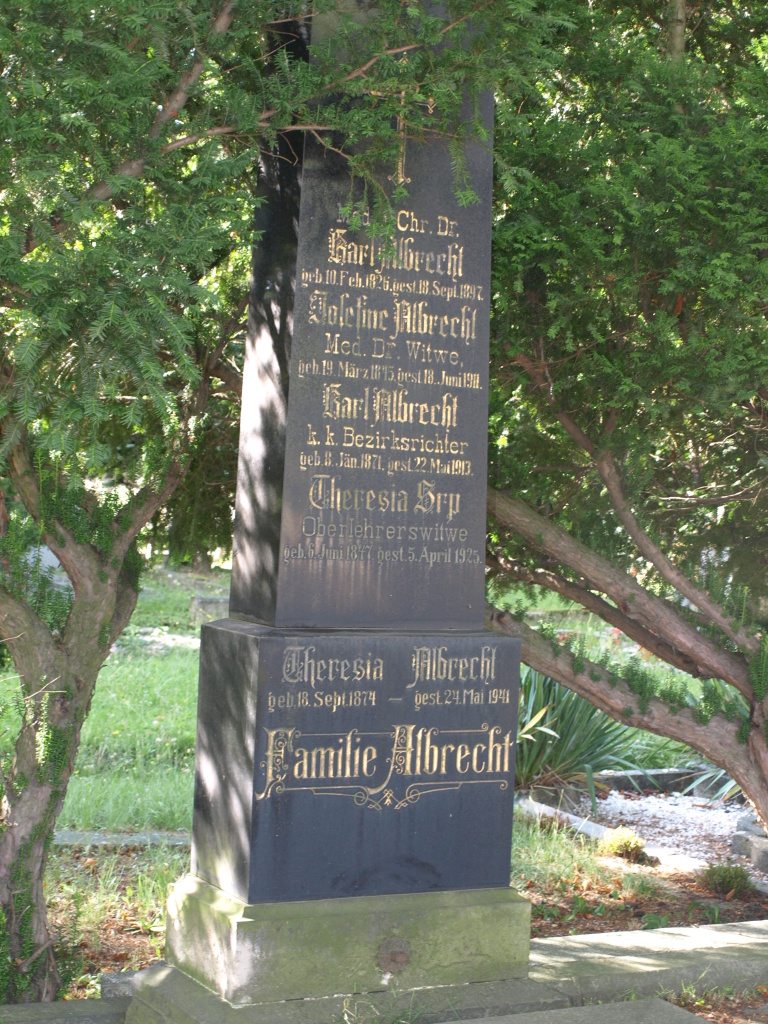 Med. Chr. Dr.
Karl Albrecht
geb. 10. Feb. 1826. gest. 18. Sept. 1897.
Josefine Albrecht
Med. Dr. Witwe,
geb. 19. März 1845. gest. 18. Juni 1911.
Karl Albrecht
k. k. Bezirksrichter
geb. 8. Jän. 1871. gest. 22. Mai 1913.
Theresia Srp
Oberlehrerswitwe
geb. 6. Juni 1847. gest. 5. April 1925.
Theresia Albrecht
geb. 18. Sept. 1874 – gest. 24. Mai 1941
Familie Albrecht